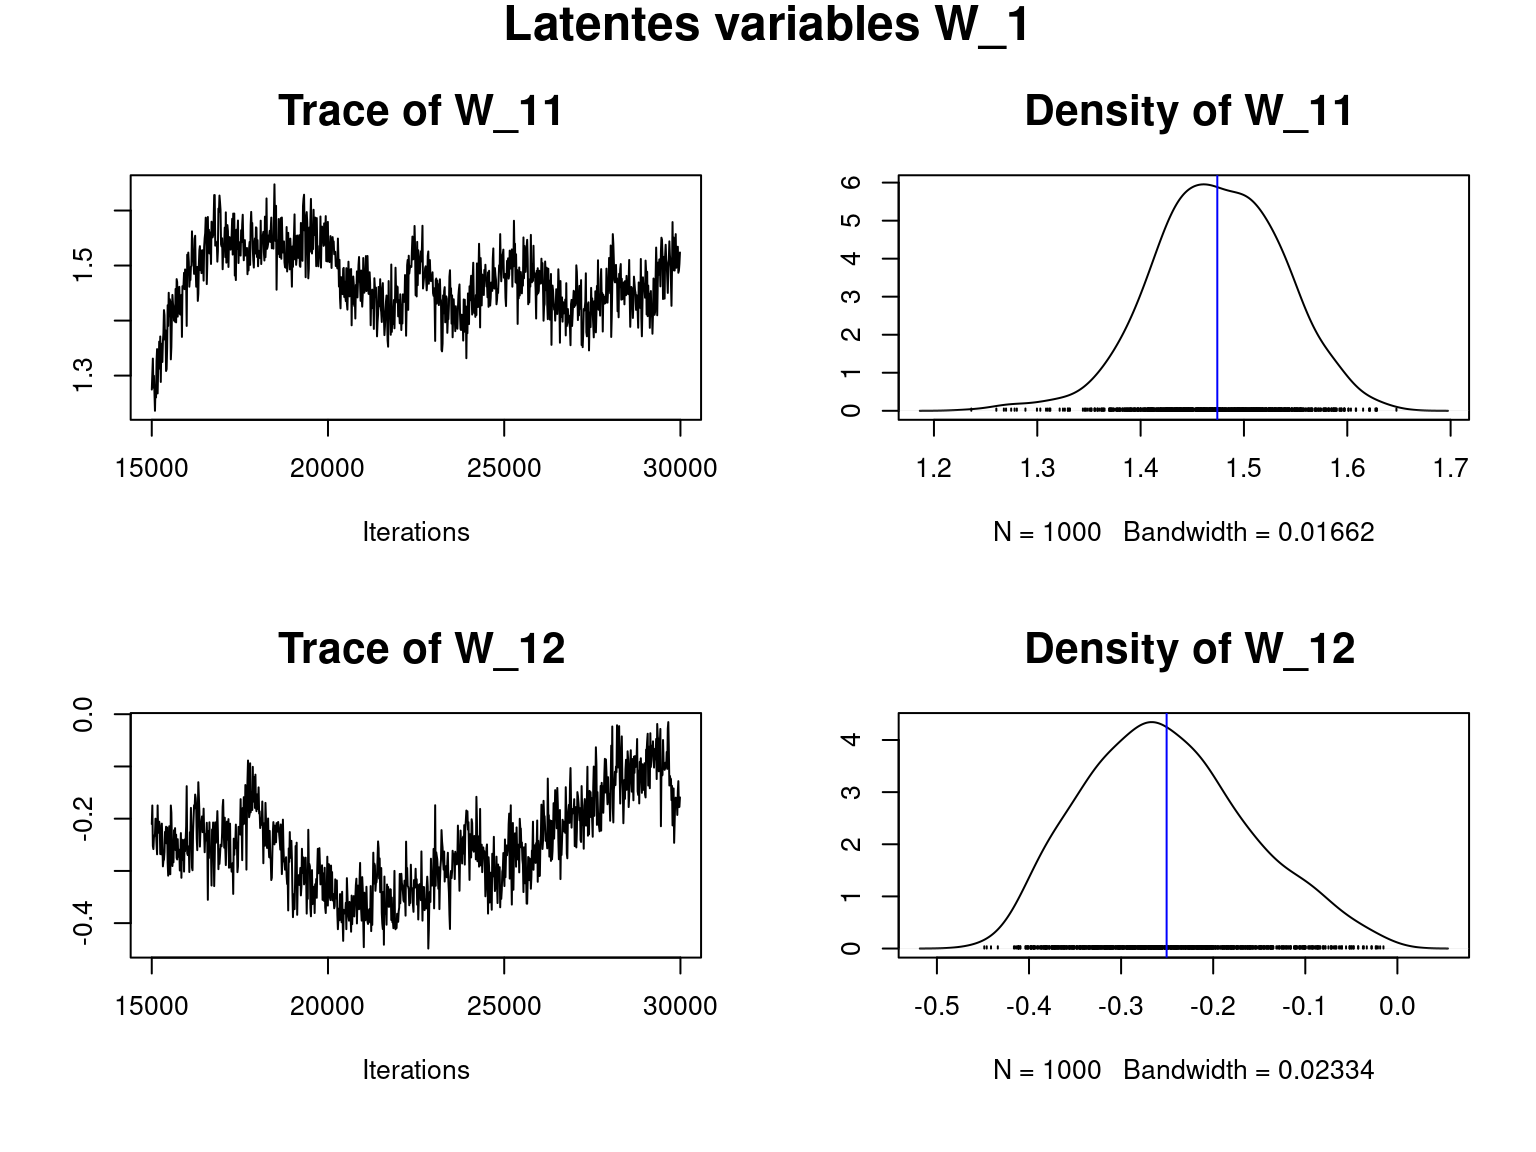 Latentes variables W_1
Trace of W_11
1.5
1.3
15000 20000 25000 30000
Iterations
Density of W_11
6
5
4
3
2
1
0
1.2 1.3 1.4 1.5 1.6 1.7
N = 1000 Bandwidth = 0.01662
Trace of W_12
0.0
-0.2
-0.4
15000 20000 25000 30000
Iterations
Density of W_12
4
3
2
1
0
-0.5 -0.4 -0.3 -0.2 -0.1 0.0
N = 1000 Bandwidth = 0.02334